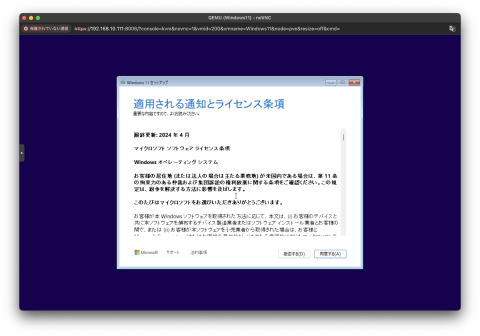 QEMU (Windows11) - noVNC
保護されていない通信
https://192.168.10.111:8006/?console=kvm&novnc=1&vmid=200&vmname=Windows11&node=pve&resize=off&cmd=
Windows 11 セットアップ
適用される通知とライセンス条項
重要な内容ですので、よくお読みください。
最終更新: 2024 年 4 月
マイクロソフト ソフトウェア ライセンス条項
Windows オペレーティング システム
お客様の居住地 (または法人の場合は主たる業務地) が米国内である場合は、第 11 条
の拘束力のある仲裁および集団訴訟の権利放棄に関する条項をご確認ください。この規
定は、紛争を解決する方法に影響を及ぼします。
このたびはマイクロソフトをお選びいただきありがとうございます。
お客様が本 Windows ソフトウェアを取得された方法に応じて、本文は、(i) お客様のデバイスと
共に本ソフトウェアを頒布するデバイス製造業者またはソフトウェア インストール業者とお客様の
間で、または (ii) お客様が本ソフトウェアを小売業者から取得された場合は、お客様と
Microsoft
サポート
法的事項
拒否する(D)
同意する(A)